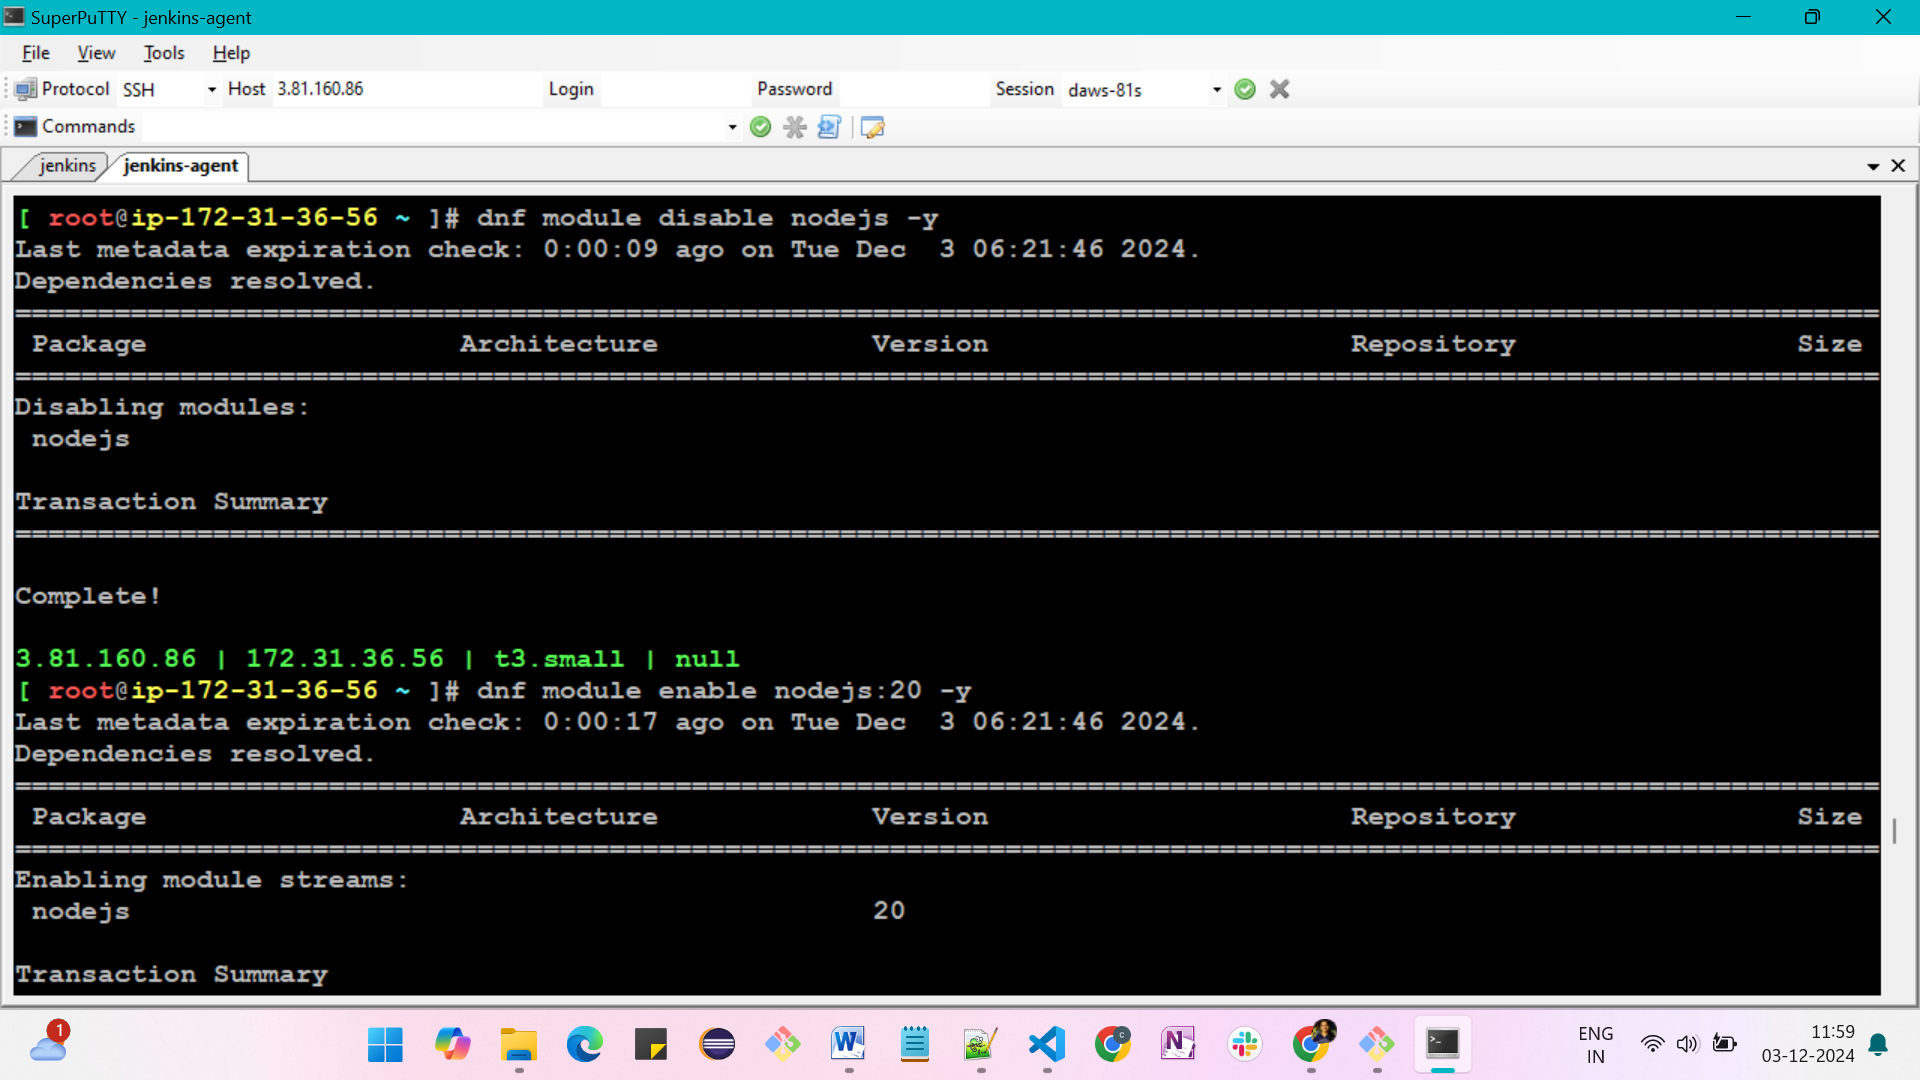 SuperPuTTY - jenkins-agent
File View Tools Help
Protocol SSH Host 3.81.160.86 Login Password Session daws-81s
Commands
jenkins jenkins-agent
[ root@ip-172-31-36-56 ~ ]# dnf module disable nodejs -y
Last metadata expiration check: 0:00:09 ago on Tue Dec  3 06:21:46 2024.
Dependencies resolved.
================================================================================
Package Architecture Version Repository Size
================================================================================
Disabling modules:
nodejs
Transaction Summary
================================================================================
Complete!
3.81.160.86 | 172.31.36.56 | t3.small | null
[ root@ip-172-31-36-56 ~ ]# dnf module enable nodejs:20 -y
Last metadata expiration check: 0:00:17 ago on Tue Dec  3 06:21:46 2024.
Dependencies resolved.
================================================================================
Package Architecture Version Repository Size
================================================================================
Enabling module streams:
nodejs 20
Transaction Summary
1
ENG
IN
11:59
03-12-2024